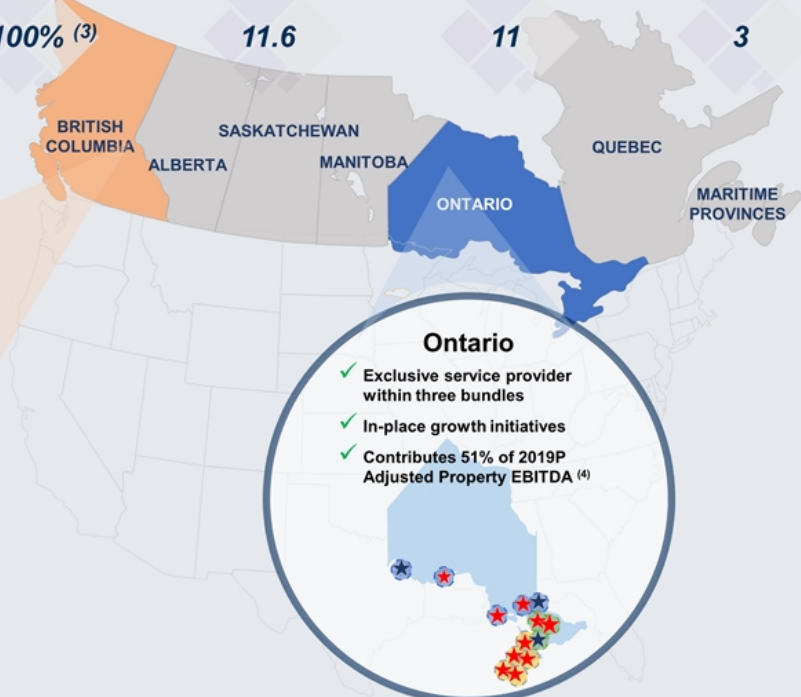 100% (3)
11.6
11
3
BRITISH
COLUMBIA
ALBERTA
SASKATCHEWAN
MANITOBA
ONTARIO
QUEBEC
MARITIME
PROVINCES
Ontario
✓ Exclusive service provider
within three bundles
✓ In-place growth initiatives
✓ Contributes 51% of 2019P
Adjusted Property EBITDA (4)